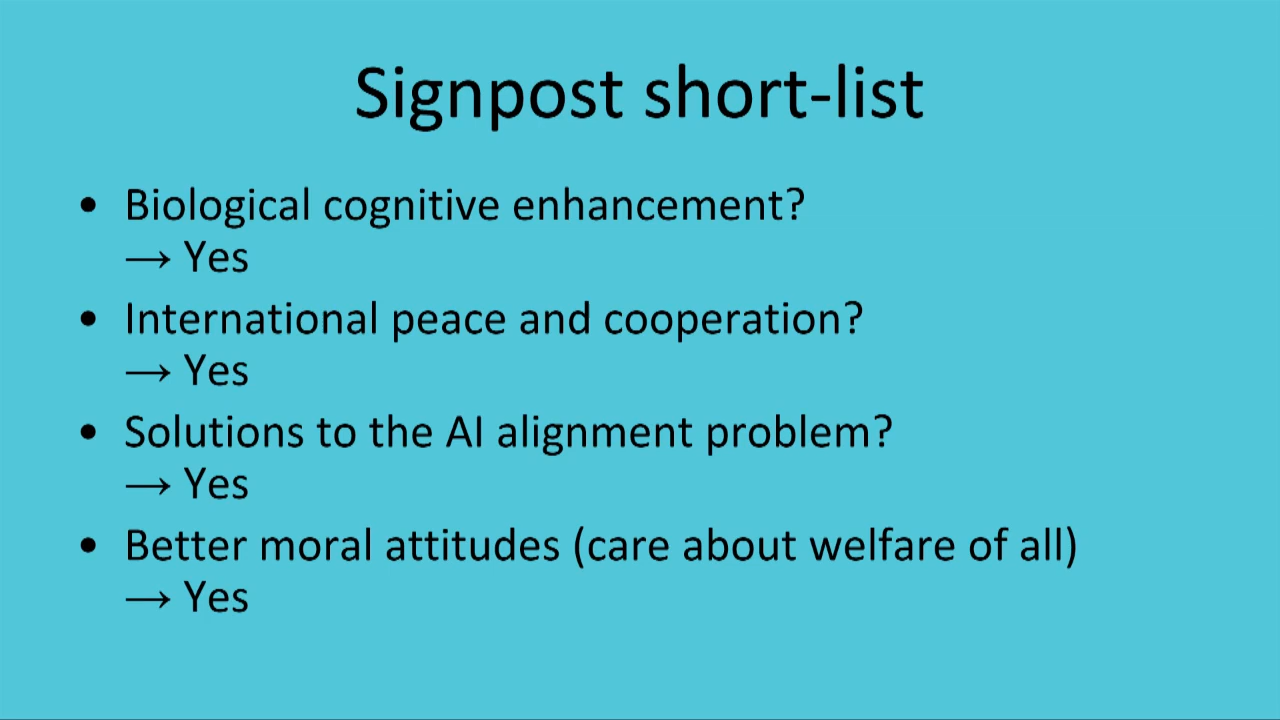 Signpost short-list
• Biological cognitive enhancement?
→ Yes
• International peace and cooperation?
→ Yes
• Solutions to the AI alignment problem?
→ Yes
• Better moral attitudes (care about welfare of all)
→ Yes